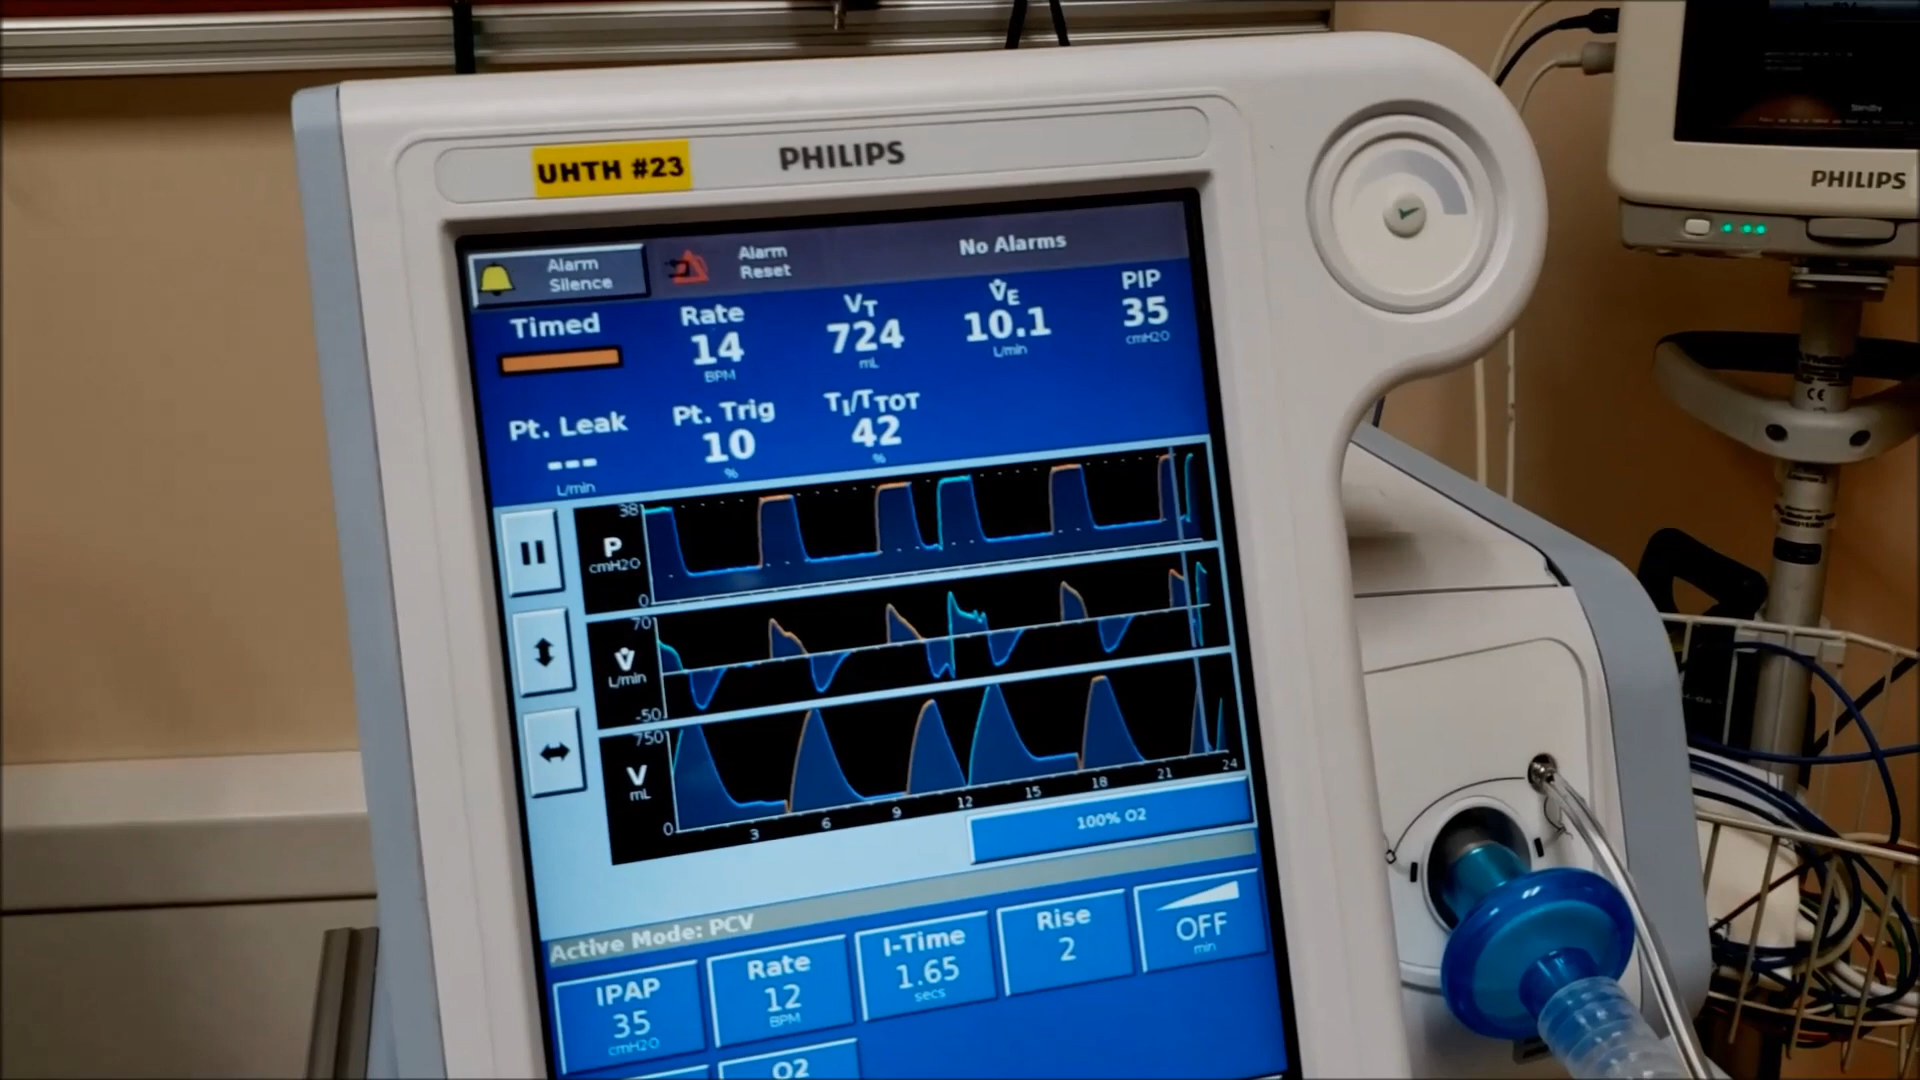 UHTH #23
PHILIPS
PHILIPS
Standby
Alarm
Silence
Alarm
Reset
No Alarms
Timed
Rate
14
BPM
VT
724
mL
V̇E
10.1
L/min
PIP
35
cmH2O
Pt. Leak
---
L/min
Pt. Trig
10
%
TI/TTOT
42
%
38
P
cmH2O
0
70
V̇
L/min
-50
750
V
mL
0
3 6 9 12 15 18 21 24
100% O2
Active Mode: PCV
IPAP
35
cmH2O
Rate
12
BPM
I-Time
1.65
secs
Rise
2
OFF
min
O2
CE